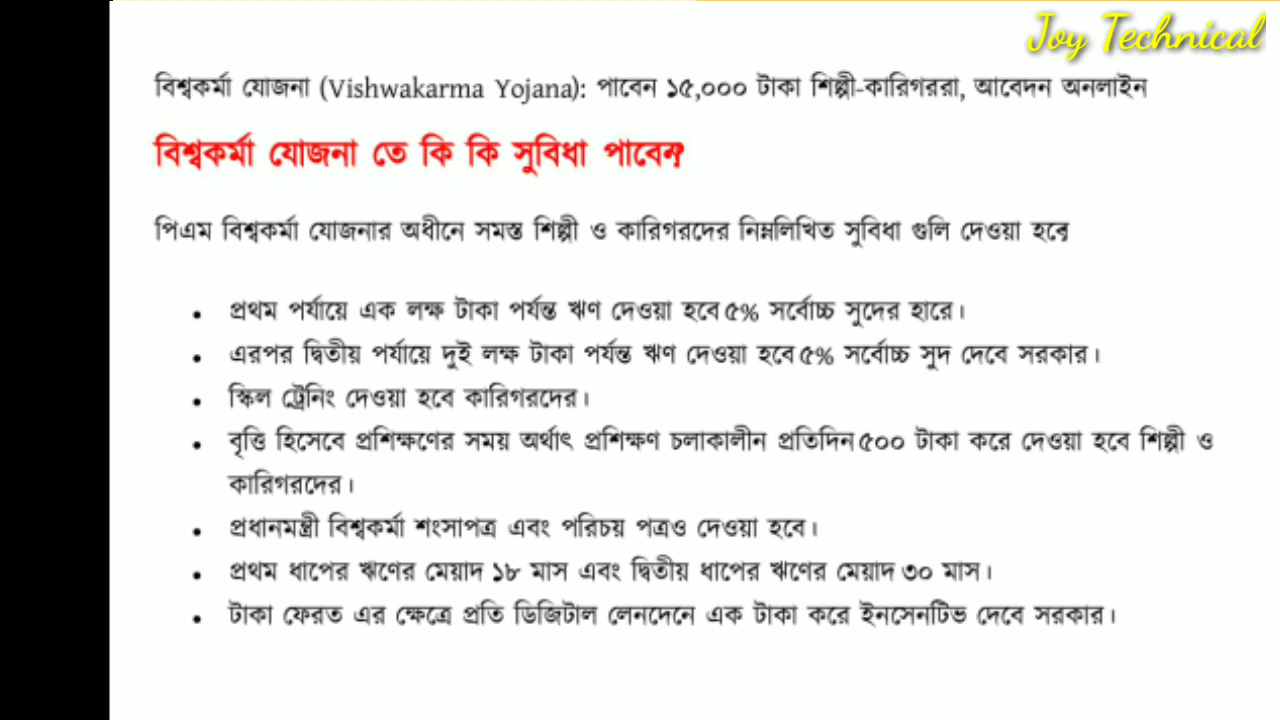 Joy Technical
বিশ্বকর্মা যোজনা (Vishwakarma Yojana): পাবেন ১৫,০০০ টাকা শিল্পী-কারিগররা, আবেদন অনলাইন
বিশ্বকর্মা যোজনা তে কি কি সুবিধা পাবেন?
পিএম বিশ্বকর্মা যোজনার অধীনে সমস্ত শিল্পী ও কারিগরদের নিম্নলিখিত সুবিধা গুলি দেওয়া হবে
• প্রথম পর্যায়ে এক লক্ষ টাকা পর্যন্ত ঋণ দেওয়া হবে ৫% সর্বোচ্চ সুদের হারে।
• এরপর দ্বিতীয় পর্যায়ে দুই লক্ষ টাকা পর্যন্ত ঋণ দেওয়া হবে ৫% সর্বোচ্চ সুদ দেবে সরকার।
• স্কিল ট্রেনিং দেওয়া হবে কারিগরদের।
• বৃত্তি হিসেবে প্রশিক্ষণের সময় অর্থাৎ প্রশিক্ষণ চলাকালীন প্রতিদিন ৫০০ টাকা করে দেওয়া হবে শিল্পী ও
কারিগরদের।
• প্রধানমন্ত্রী বিশ্বকর্মা শংসাপত্র এবং পরিচয় পত্রও দেওয়া হবে।
• প্রথম ধাপের ঋণের মেয়াদ ১৮ মাস এবং দ্বিতীয় ধাপের ঋণের মেয়াদ ৩০ মাস।
• টাকা ফেরত এর ক্ষেত্রে প্রতি ডিজিটাল লেনদেনে এক টাকা করে ইনসেনটিভ দেবে সরকার।